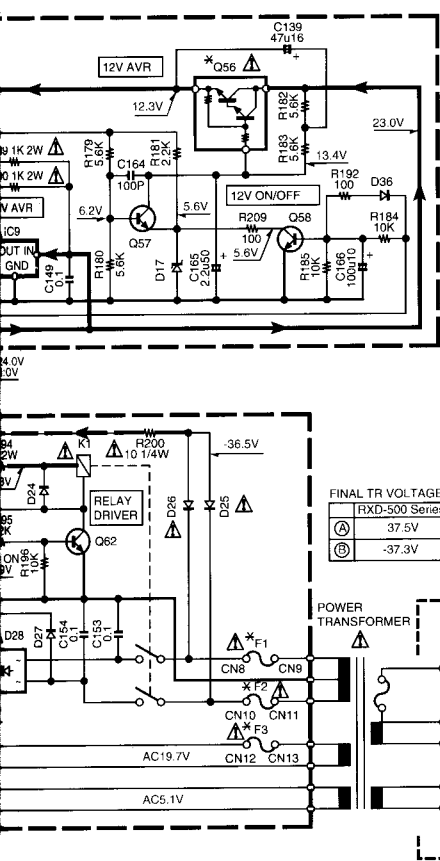 C139
47u16
12V AVR
*Q56
12.3V
R182
5.6K
23.0V
R179
5.6K
R181
2.2K
R183
5.6K
13.4V
1K 2W
C164
100P
1K 2W
R192
100
D36
V AVR
12V ON/OFF
6.2V
5.6V
R209
100
Q58
R184
10K
IC9
OUT IN
GND
Q57
5.6V
C149
0.1
R180
5.6K
D17
C165
2.2u50
R185
10K
C166
100u10
24.0V
:0V
94
2W
K1
R200
10 1/4W
-36.5V
D24
RELAY
DRIVER
D26
D25
FINAL TR VOLTAGE
RXD-500 Series
A 37.5V
B -37.3V
95
2K
Q62
ON
R196
10K
POWER
TRANSFORMER
D28
D27
C154
0.1
C153
0.1
*F1
CN8 CN9
*F2
CN10 CN11
*F3
AC19.7V
CN12 CN13
AC5.1V